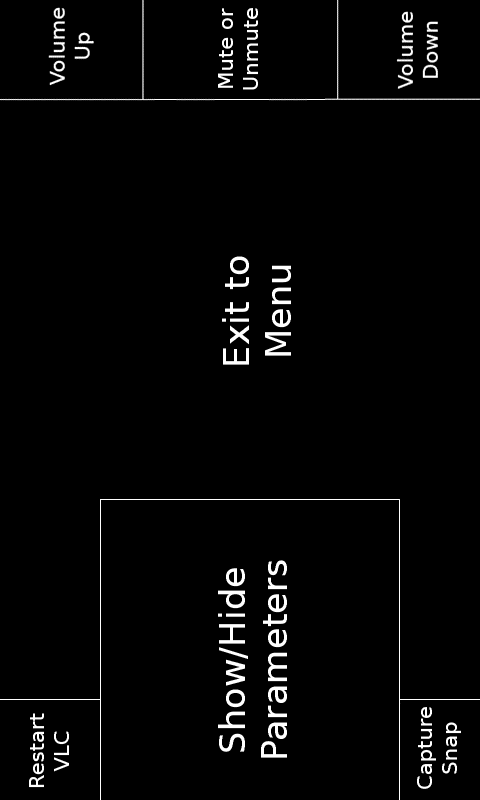 Restart
VLC
Volume
Up
Show/Hide
Parameters
Exit to
Menu
Mute or
Unmute
Capture
Snap
Volume
Down